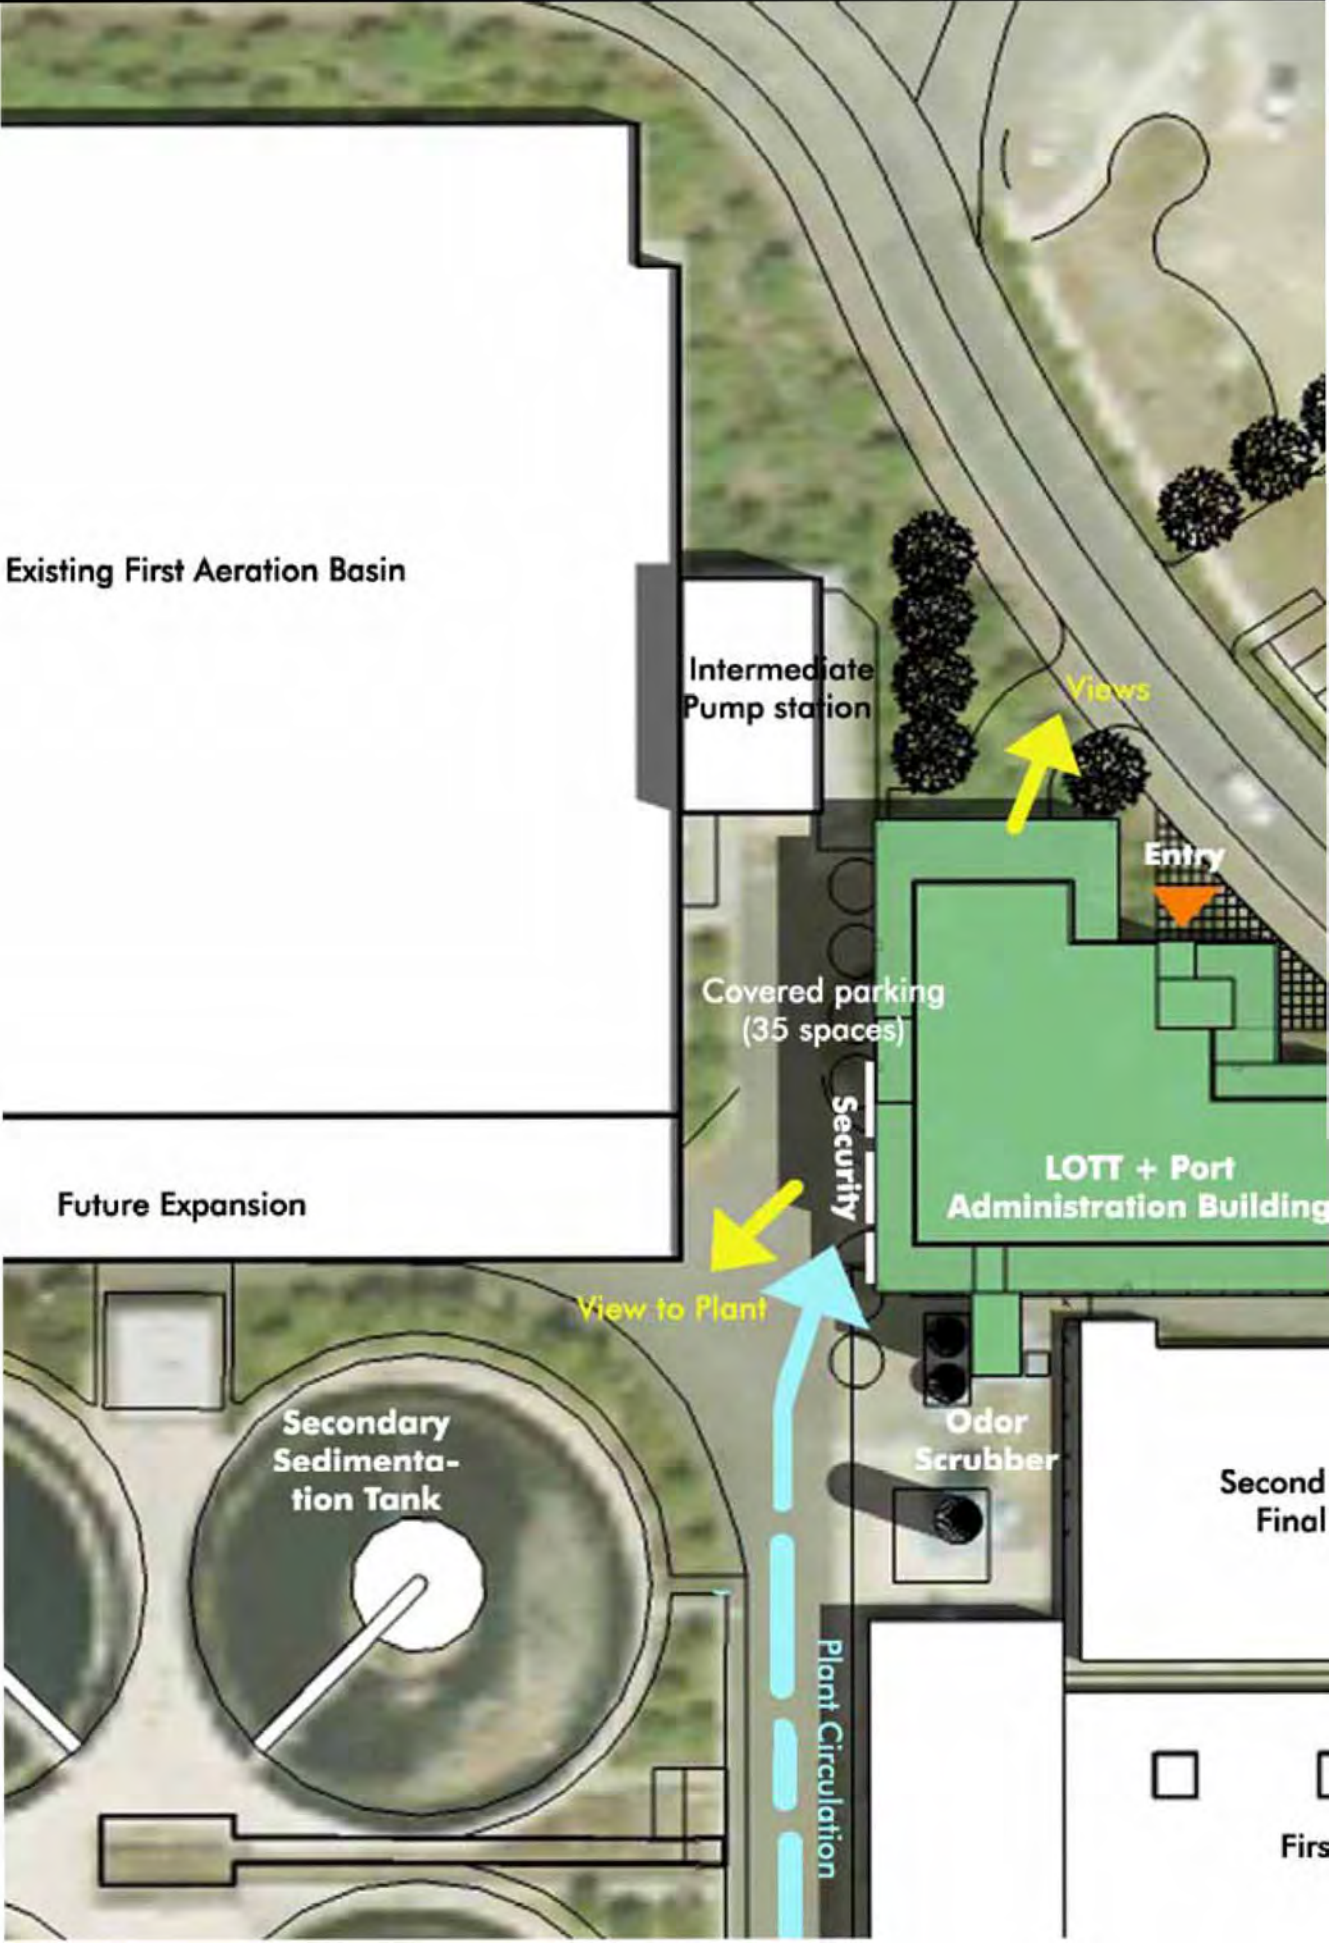 Existing First Aeration Basin
Intermediate
Pump station
Views
Entry
Covered parking
(35 spaces)
Security
LOTT + Port
Administration Building
Future Expansion
View to Plant
Secondary
Sedimenta-
tion Tank
Odor
Scrubber
Second
Final
Plant Circulation
Firs